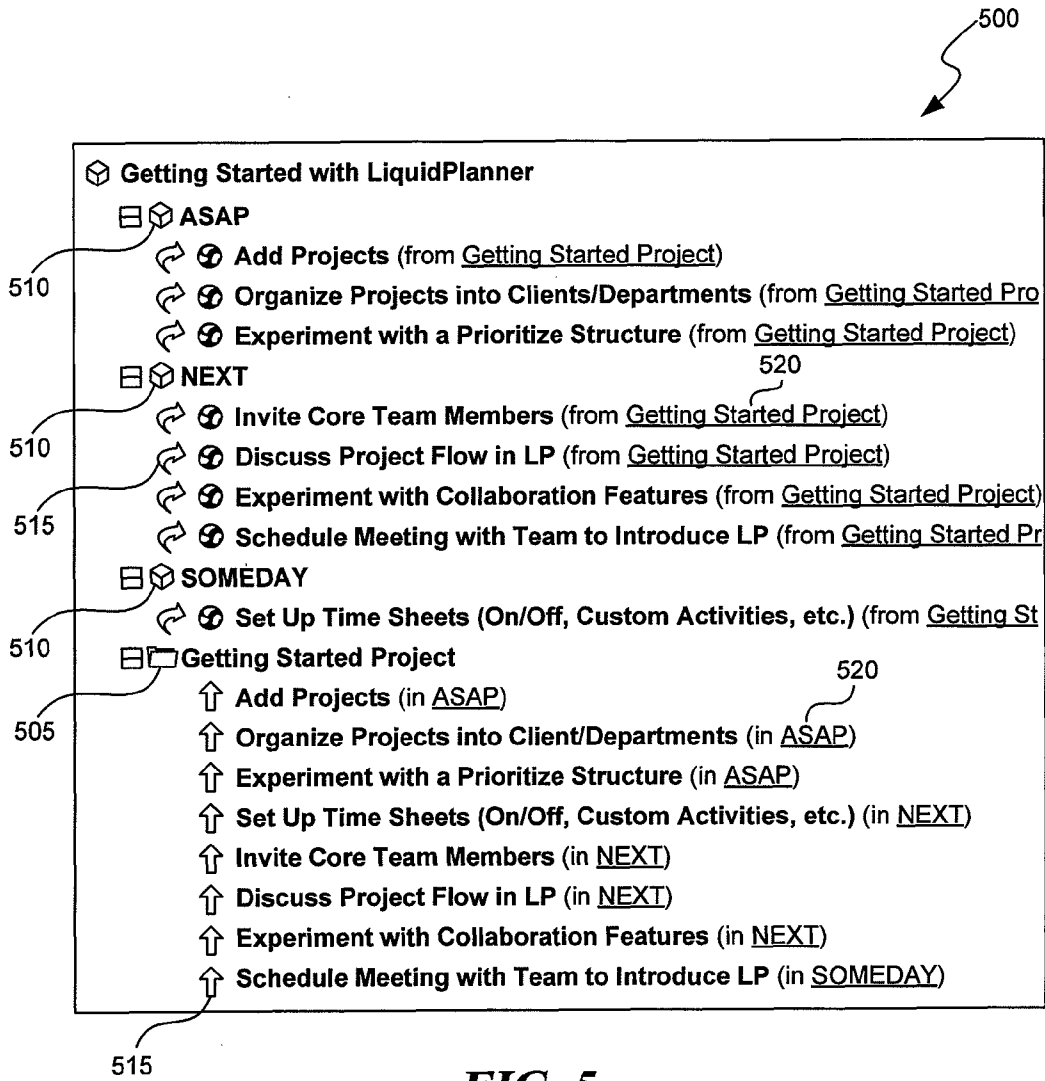 500
Getting Started with LiquidPlanner
ASAP
Add Projects (from Getting Started Project)
510
Organize Projects into Clients/Departments (from Getting Started Pro
Experiment with a Prioritize Structure (from Getting Started Project)
NEXT
520
Invite Core Team Members (from Getting Started Project)
510
Discuss Project Flow in LP (from Getting Started Project)
Experiment with Collaboration Features (from Getting Started Project)
515
Schedule Meeting with Team to Introduce LP (from Getting Started Pr
SOMEDAY
Set Up Time Sheets (On/Off, Custom Activities, etc.) (from Getting St
510
Getting Started Project
520
Add Projects (in ASAP)
505
Organize Projects into Client/Departments (in ASAP)
Experiment with a Prioritize Structure (in ASAP)
Set Up Time Sheets (On/Off, Custom Activities, etc.) (in NEXT)
Invite Core Team Members (in NEXT)
Discuss Project Flow in LP (in NEXT)
Experiment with Collaboration Features (in NEXT)
Schedule Meeting with Team to Introduce LP (in SOMEDAY)
515
FIG. 5